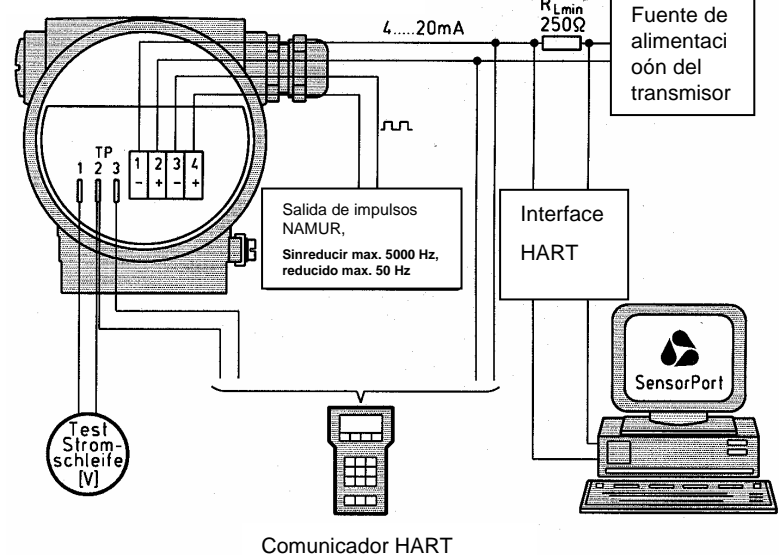 R Lmin
250Ω
4.....20mA
Fuente de
alimentaci
oón del
transmisor
TP
1 2 3
1 2 3 4
- + - +
Salida de impulsos
NAMUR,
Sinreducir max. 5000 Hz,
reducido max. 50 Hz
Interface
HART
SensorPort
Test
Strom-
schleife
[V]
Comunicador HART